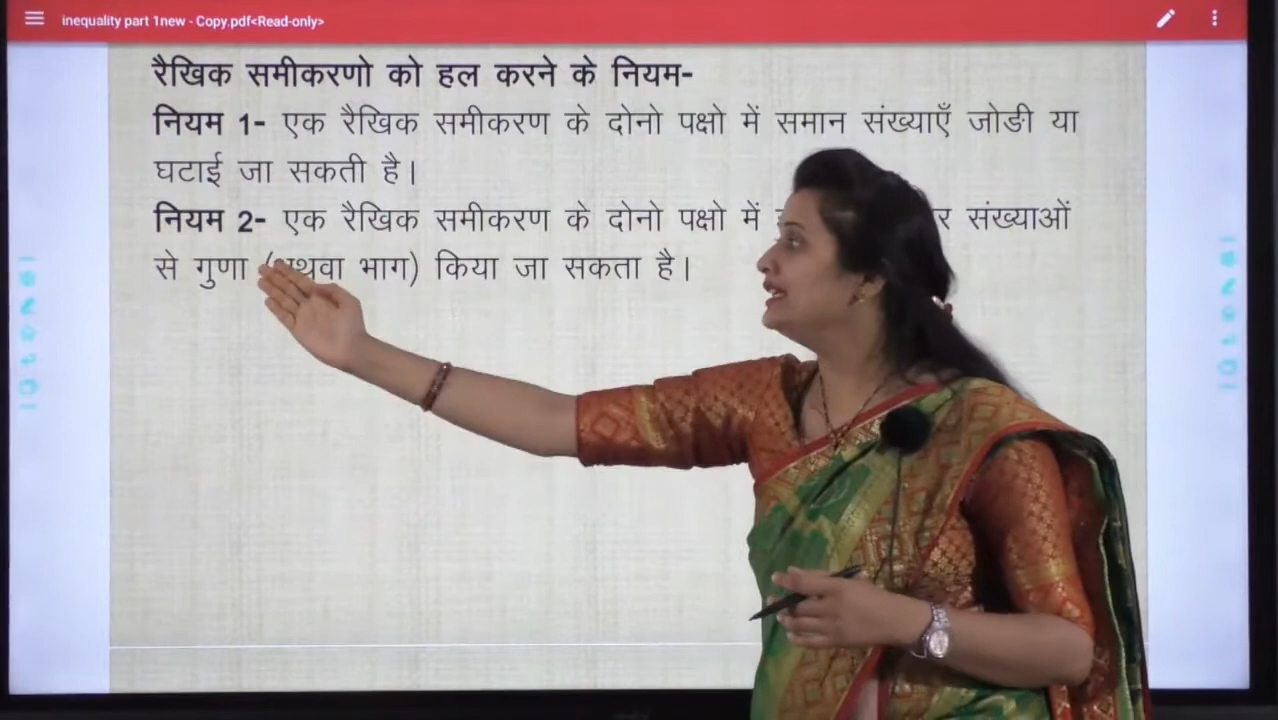 inequality part 1new - Copy.pdf<Read-only>
रैखिक समीकरणो को हल करने के नियम-
नियम 1- एक रैखिक समीकरण के दोनो पक्षो में समान संख्याएँ जोङी या
घटाई जा सकती है।
नियम 2- एक रैखिक समीकरण के दोनो पक्षो में संख्याओं
से गुणा (अथवा भाग) किया जा सकता है।